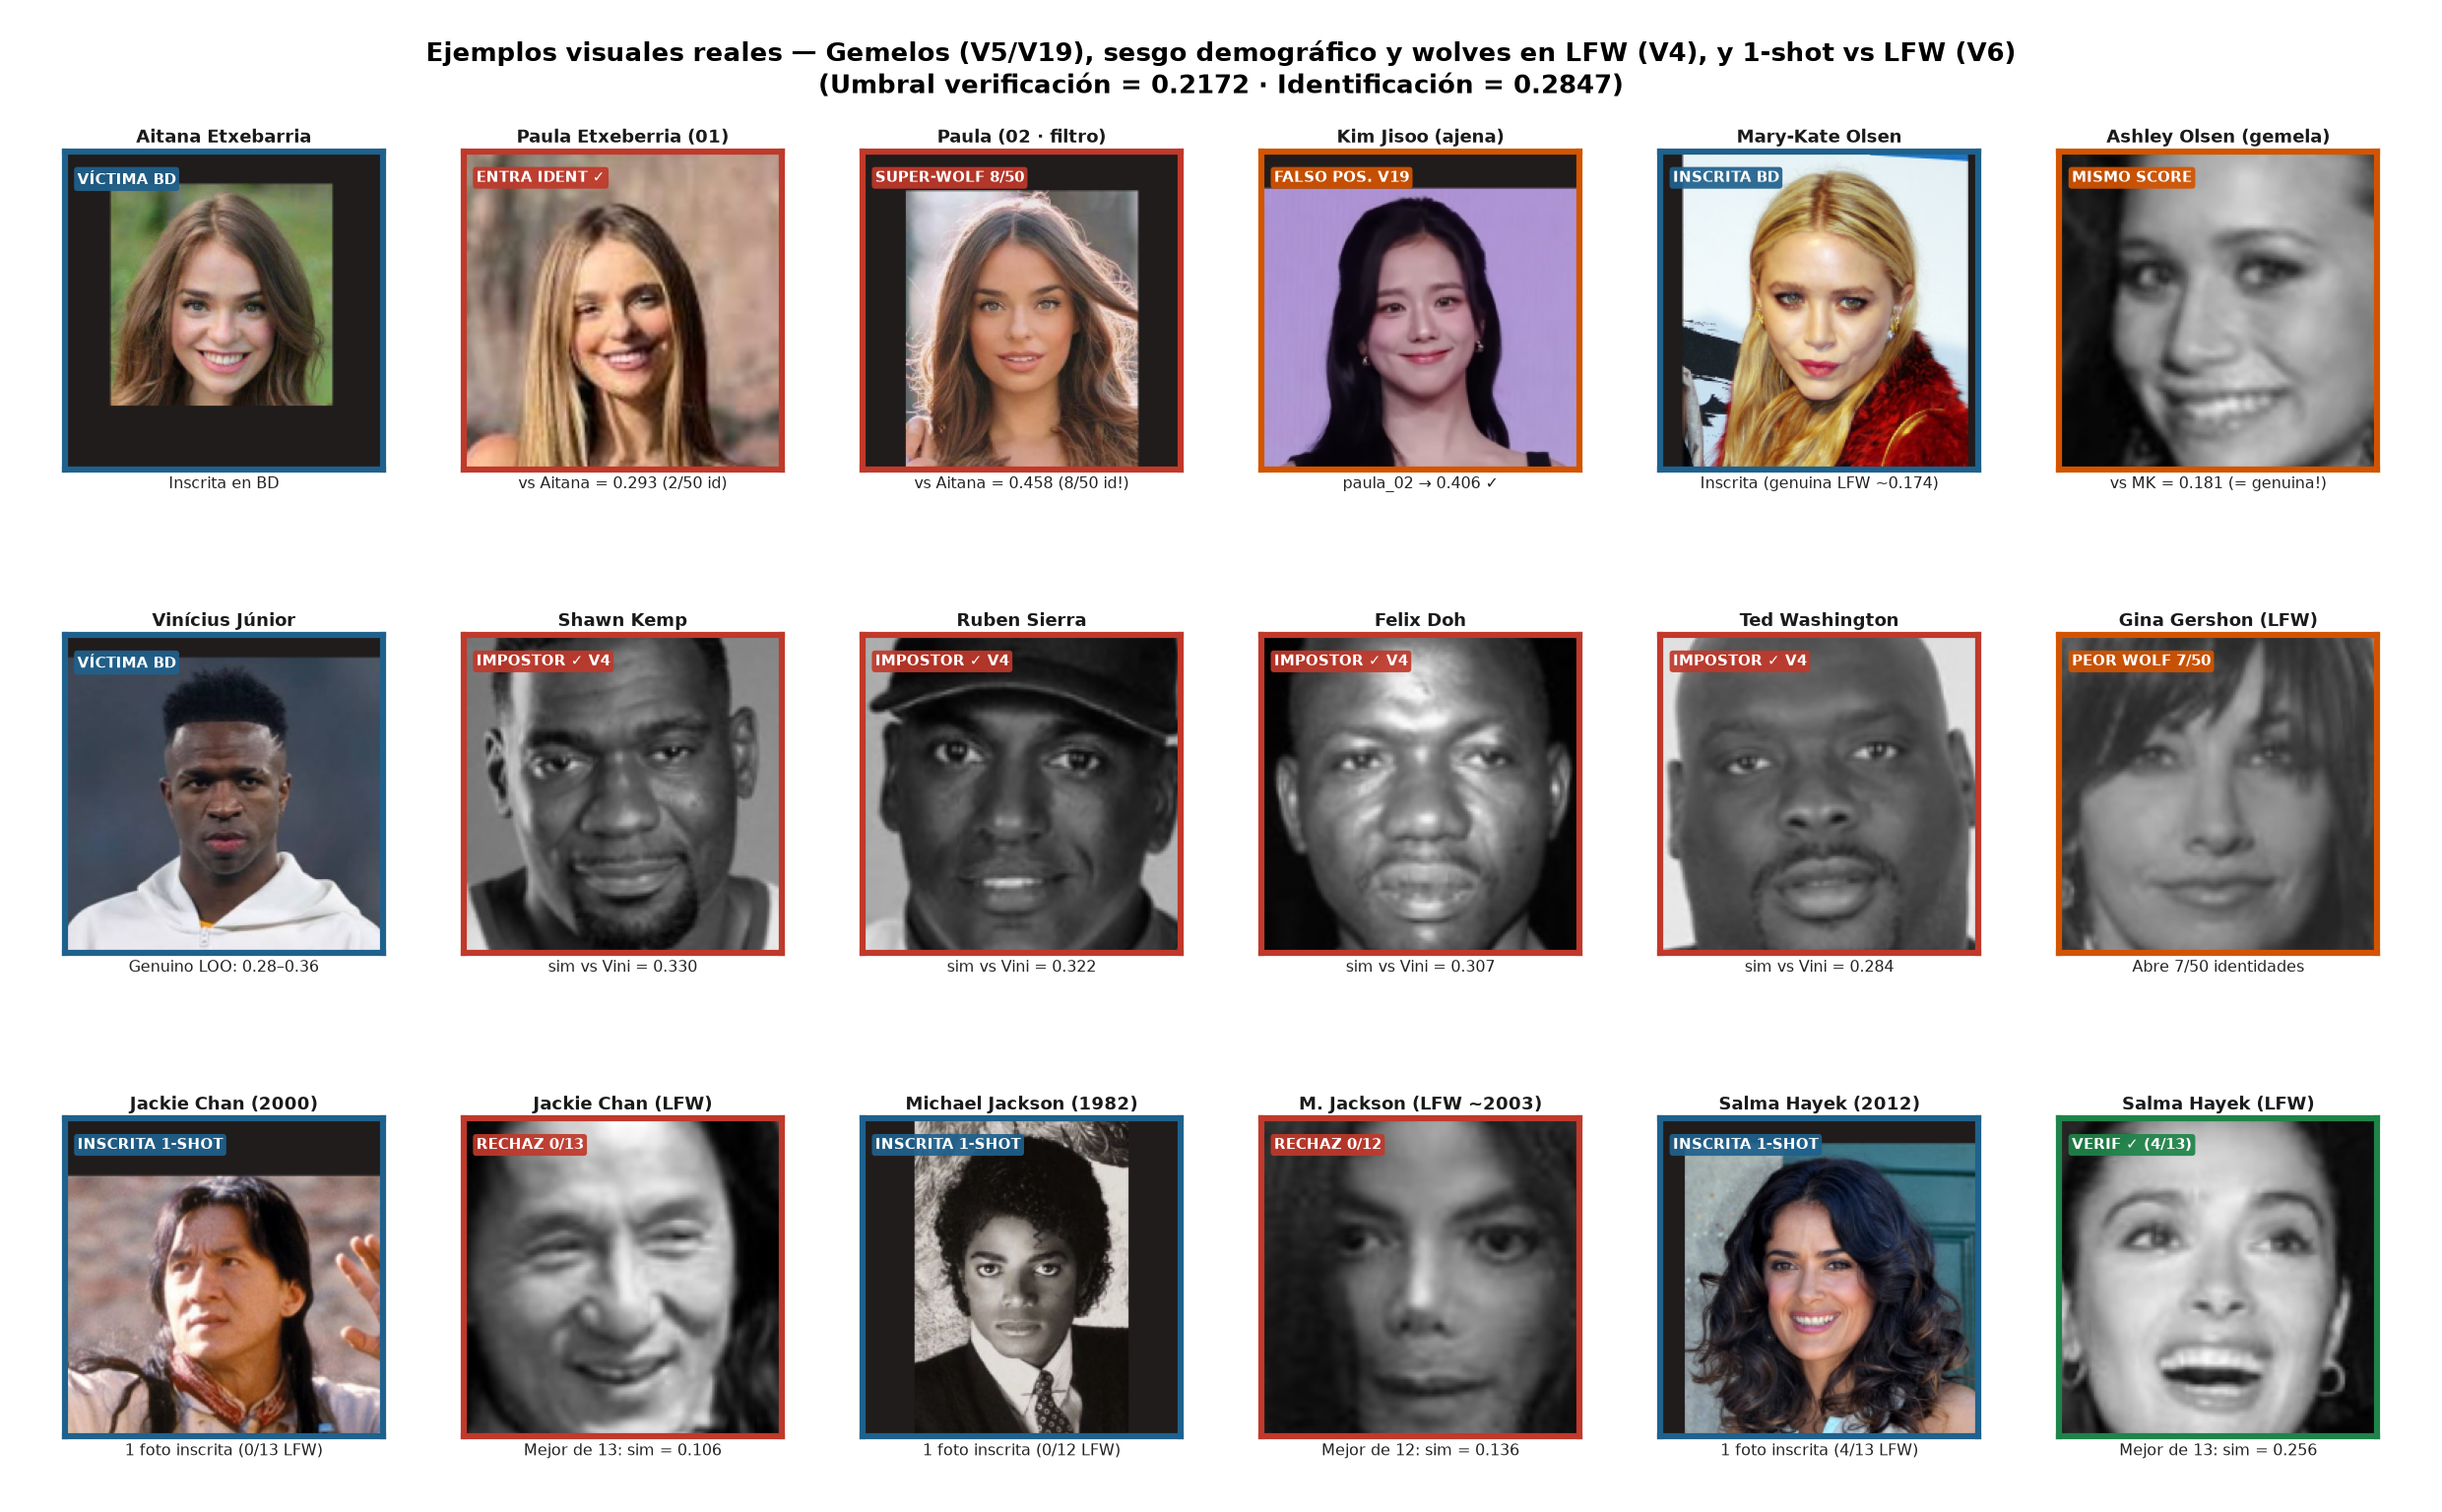 Ejemplos visuales reales — Gemelos (V5/V19), sesgo demográfico y wolves en LFW (V4), y 1-shot vs LFW (V6)
(Umbral verificación = 0.2172 · Identificación = 0.2847)
Aitana Etxebarria
VÍCTIMA BD
Inscrita en BD
Paula Etxeberria (01)
ENTRA IDENT ✓
vs Aitana = 0.293 (2/50 id)
Paula (02 · filtro)
SUPER-WOLF 8/50
vs Aitana = 0.458 (8/50 id!)
Kim Jisoo (ajena)
FALSO POS. V19
paula_02 → 0.406 ✓
Mary-Kate Olsen
INSCRITA BD
Inscrita (genuina LFW ~0.174)
Ashley Olsen (gemela)
MISMO SCORE
vs MK = 0.181 (= genuina!)
Vinícius Júnior
VÍCTIMA BD
Genuino LOO: 0.28–0.36
Shawn Kemp
IMPOSTOR ✓ V4
sim vs Vini = 0.330
Ruben Sierra
IMPOSTOR ✓ V4
sim vs Vini = 0.322
Felix Doh
IMPOSTOR ✓ V4
sim vs Vini = 0.307
Ted Washington
IMPOSTOR ✓ V4
sim vs Vini = 0.284
Gina Gershon (LFW)
PEOR WOLF 7/50
Abre 7/50 identidades
Jackie Chan (2000)
INSCRITA 1-SHOT
1 foto inscrita (0/13 LFW)
Jackie Chan (LFW)
RECHAZ 0/13
Mejor de 13: sim = 0.106
Michael Jackson (1982)
INSCRITA 1-SHOT
1 foto inscrita (0/12 LFW)
M. Jackson (LFW ~2003)
RECHAZ 0/12
Mejor de 12: sim = 0.136
Salma Hayek (2012)
INSCRITA 1-SHOT
1 foto inscrita (4/13 LFW)
Salma Hayek (LFW)
VERIF ✓ (4/13)
Mejor de 13: sim = 0.256